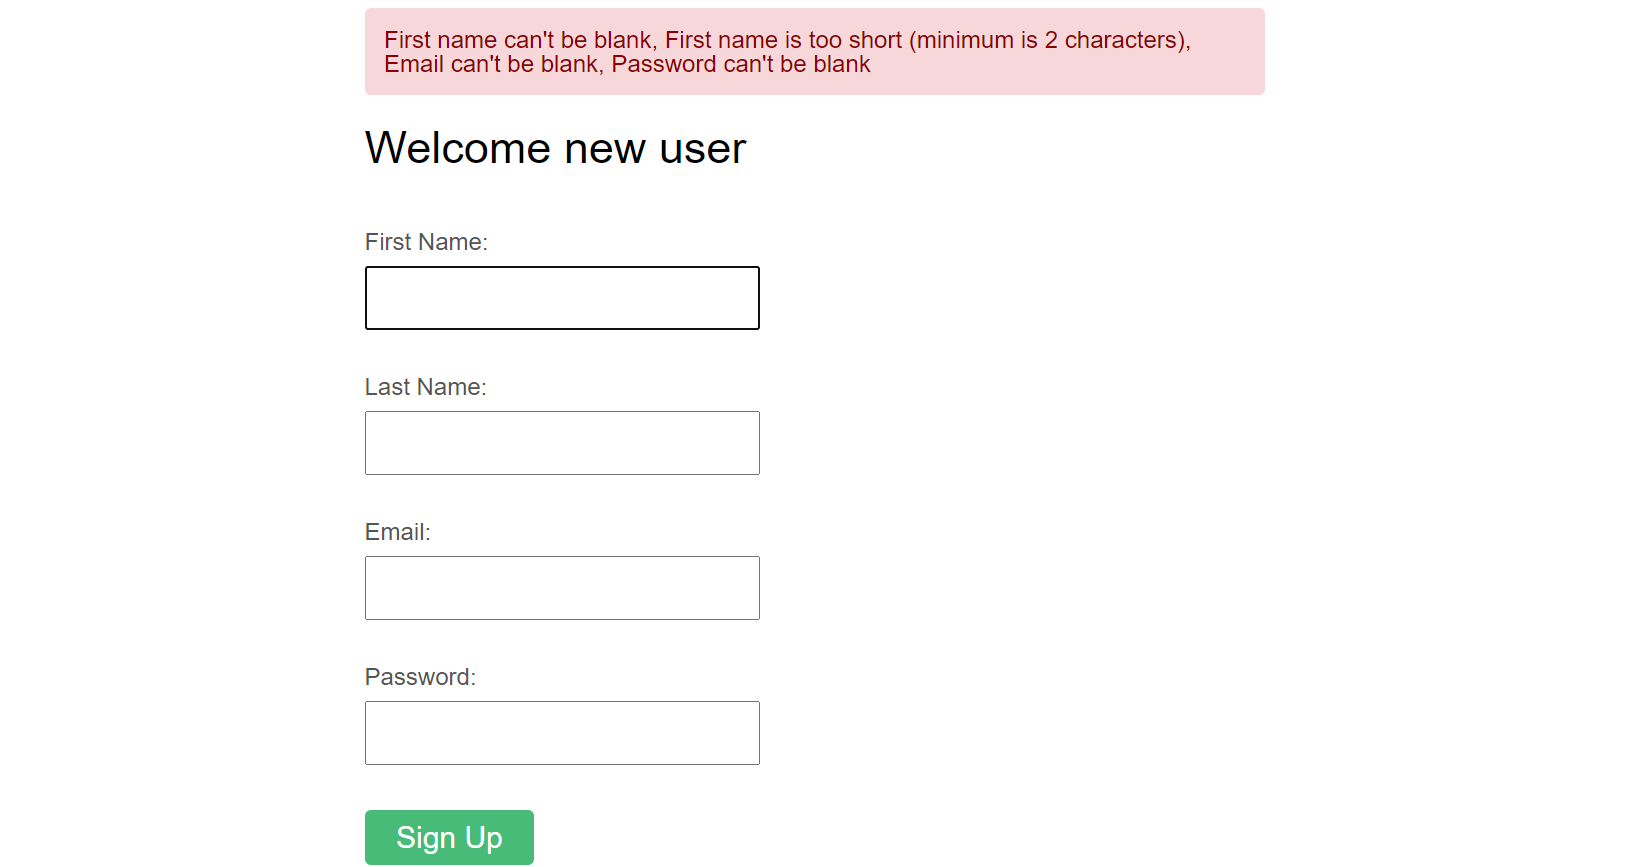 First name can't be blank, First name is too short (minimum is 2 characters),
Email can't be blank, Password can't be blank
Welcome new user
First Name:
Last Name:
Email:
Password:
Sign Up